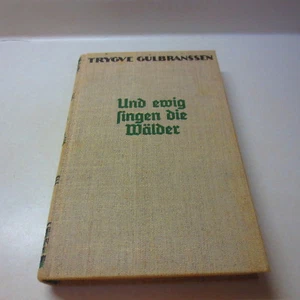 TRYGVE GULBRANSSEN
Und ewig
singen die
Wälder